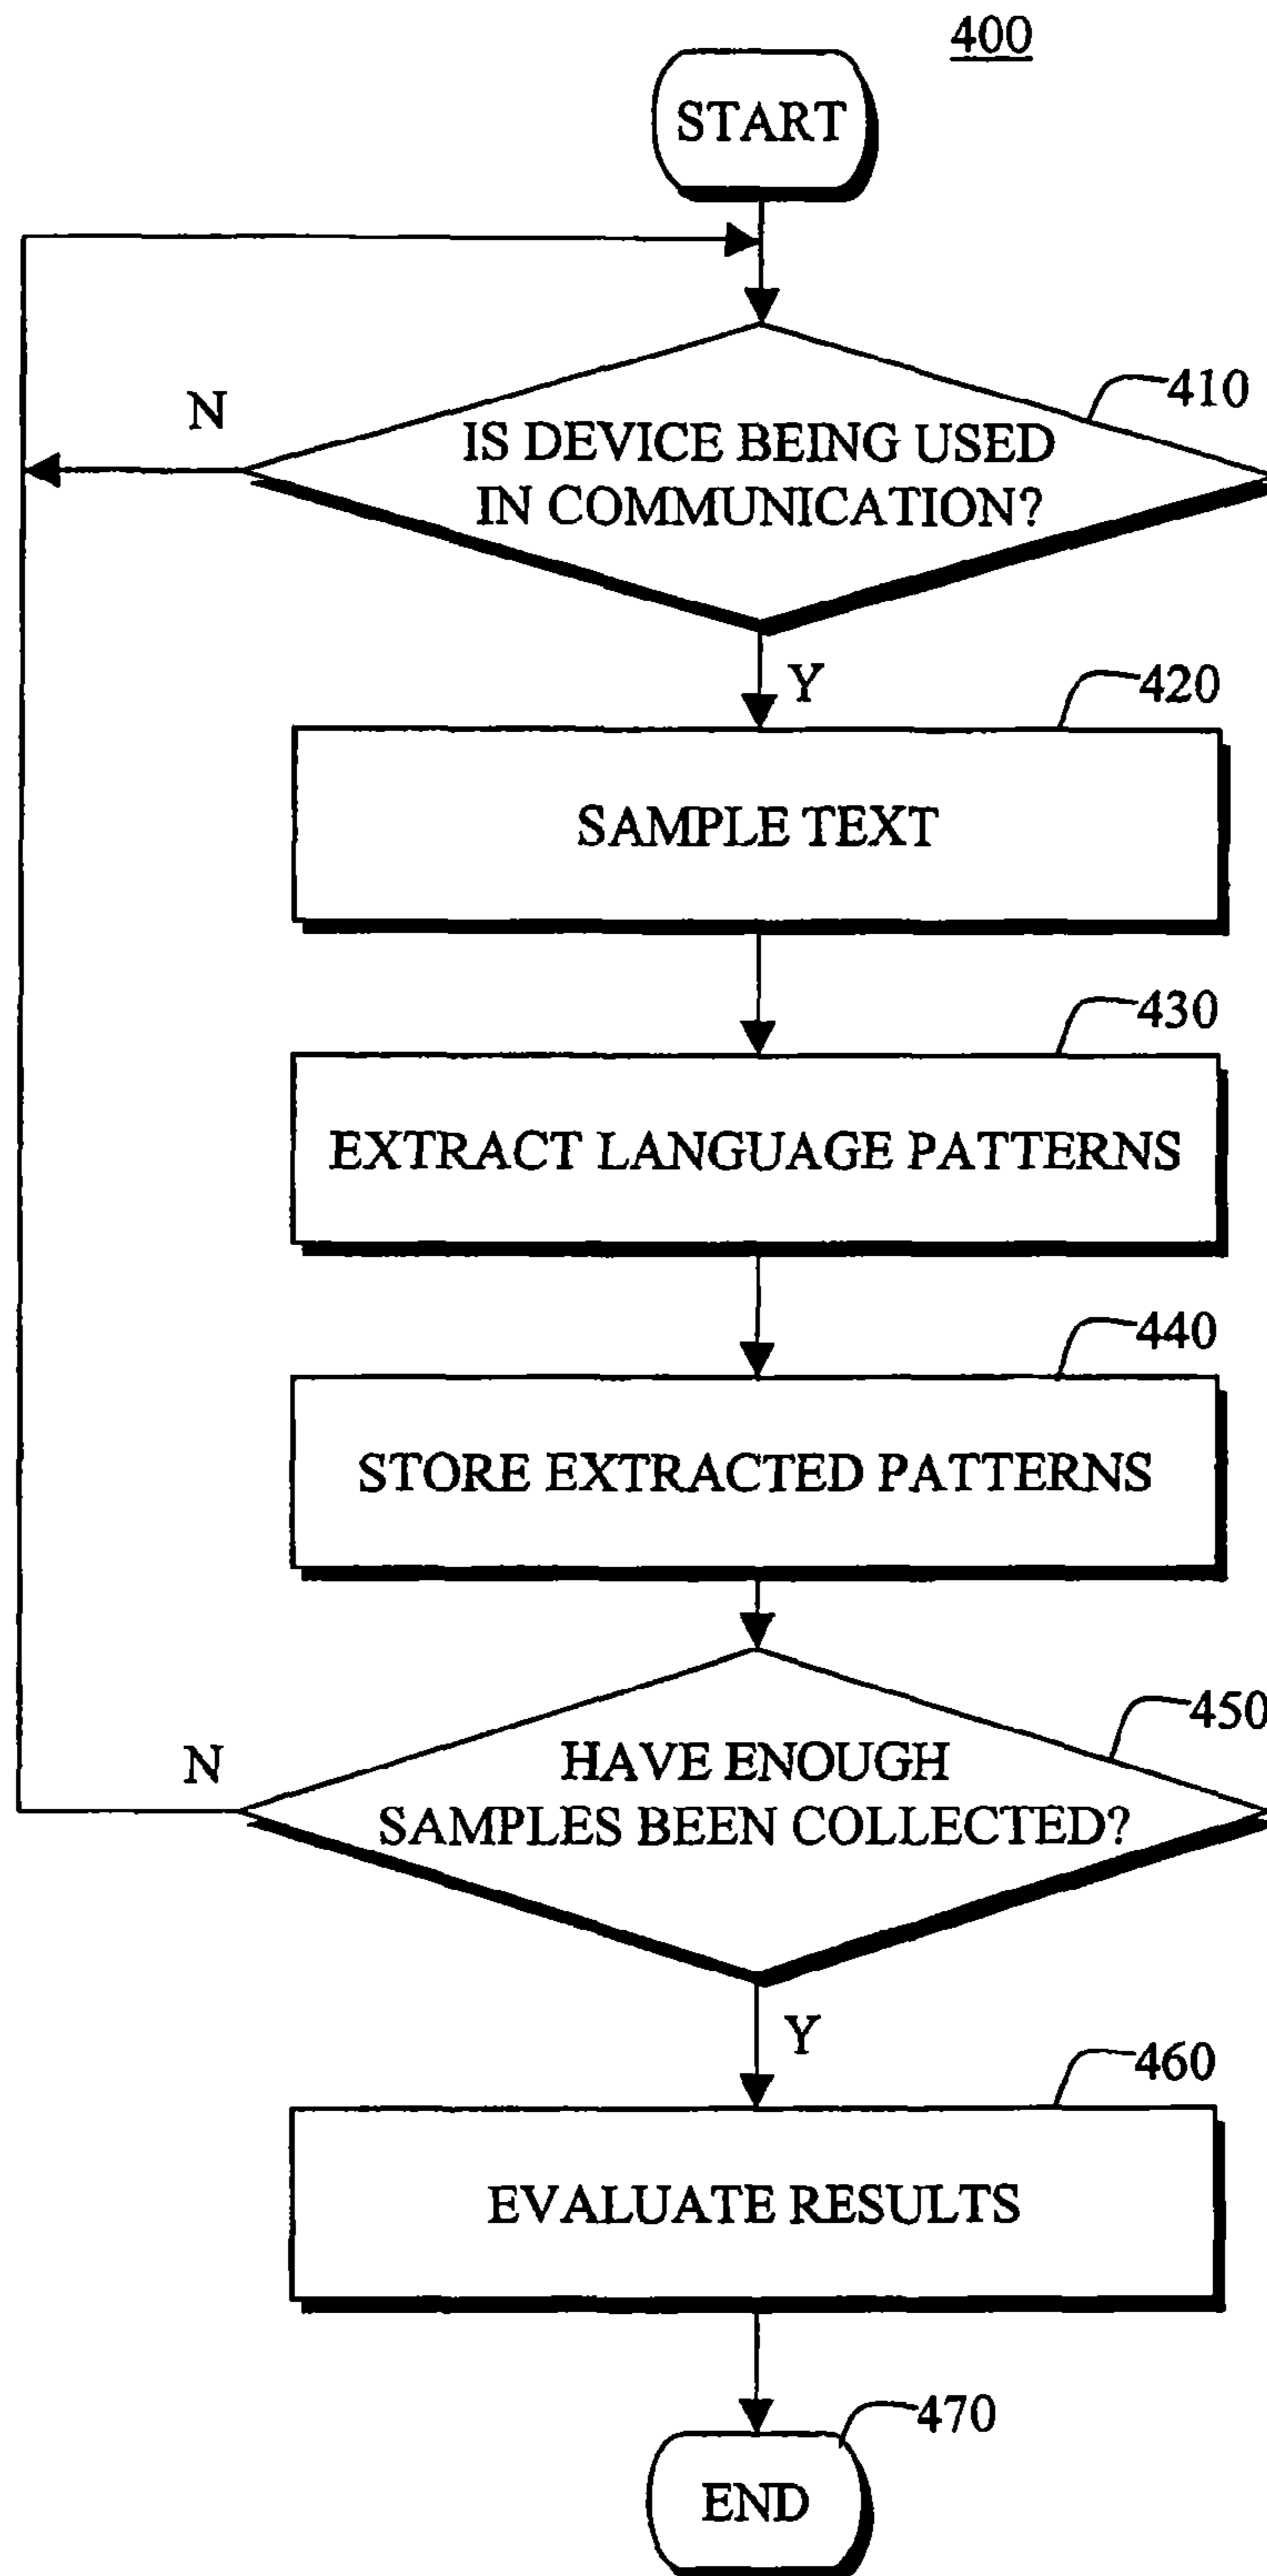 400
START
410
N
IS DEVICE BEING USED
IN COMMUNICATION?
Y
420
SAMPLE TEXT
430
EXTRACT LANGUAGE PATTERNS
440
STORE EXTRACTED PATTERNS
450
N
HAVE ENOUGH
SAMPLES BEEN COLLECTED?
Y
460
EVALUATE RESULTS
470
END